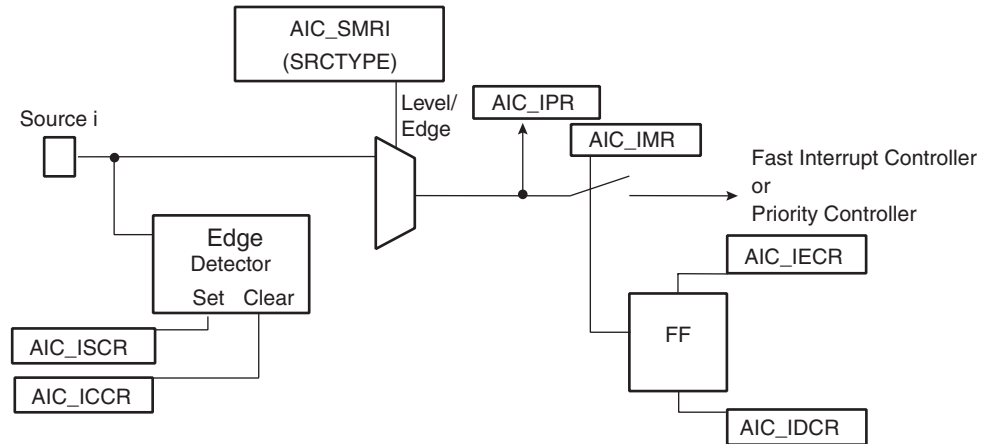 AIC_SMRI
(SRCTYPE)
Level/
Edge
AIC_IPR
Source i
AIC_IMR
Fast Interrupt Controller
or
Priority Controller
Edge
Detector
Set Clear
AIC_IECR
FF
AIC_ISCR
AIC_ICCR
AIC_IDCR